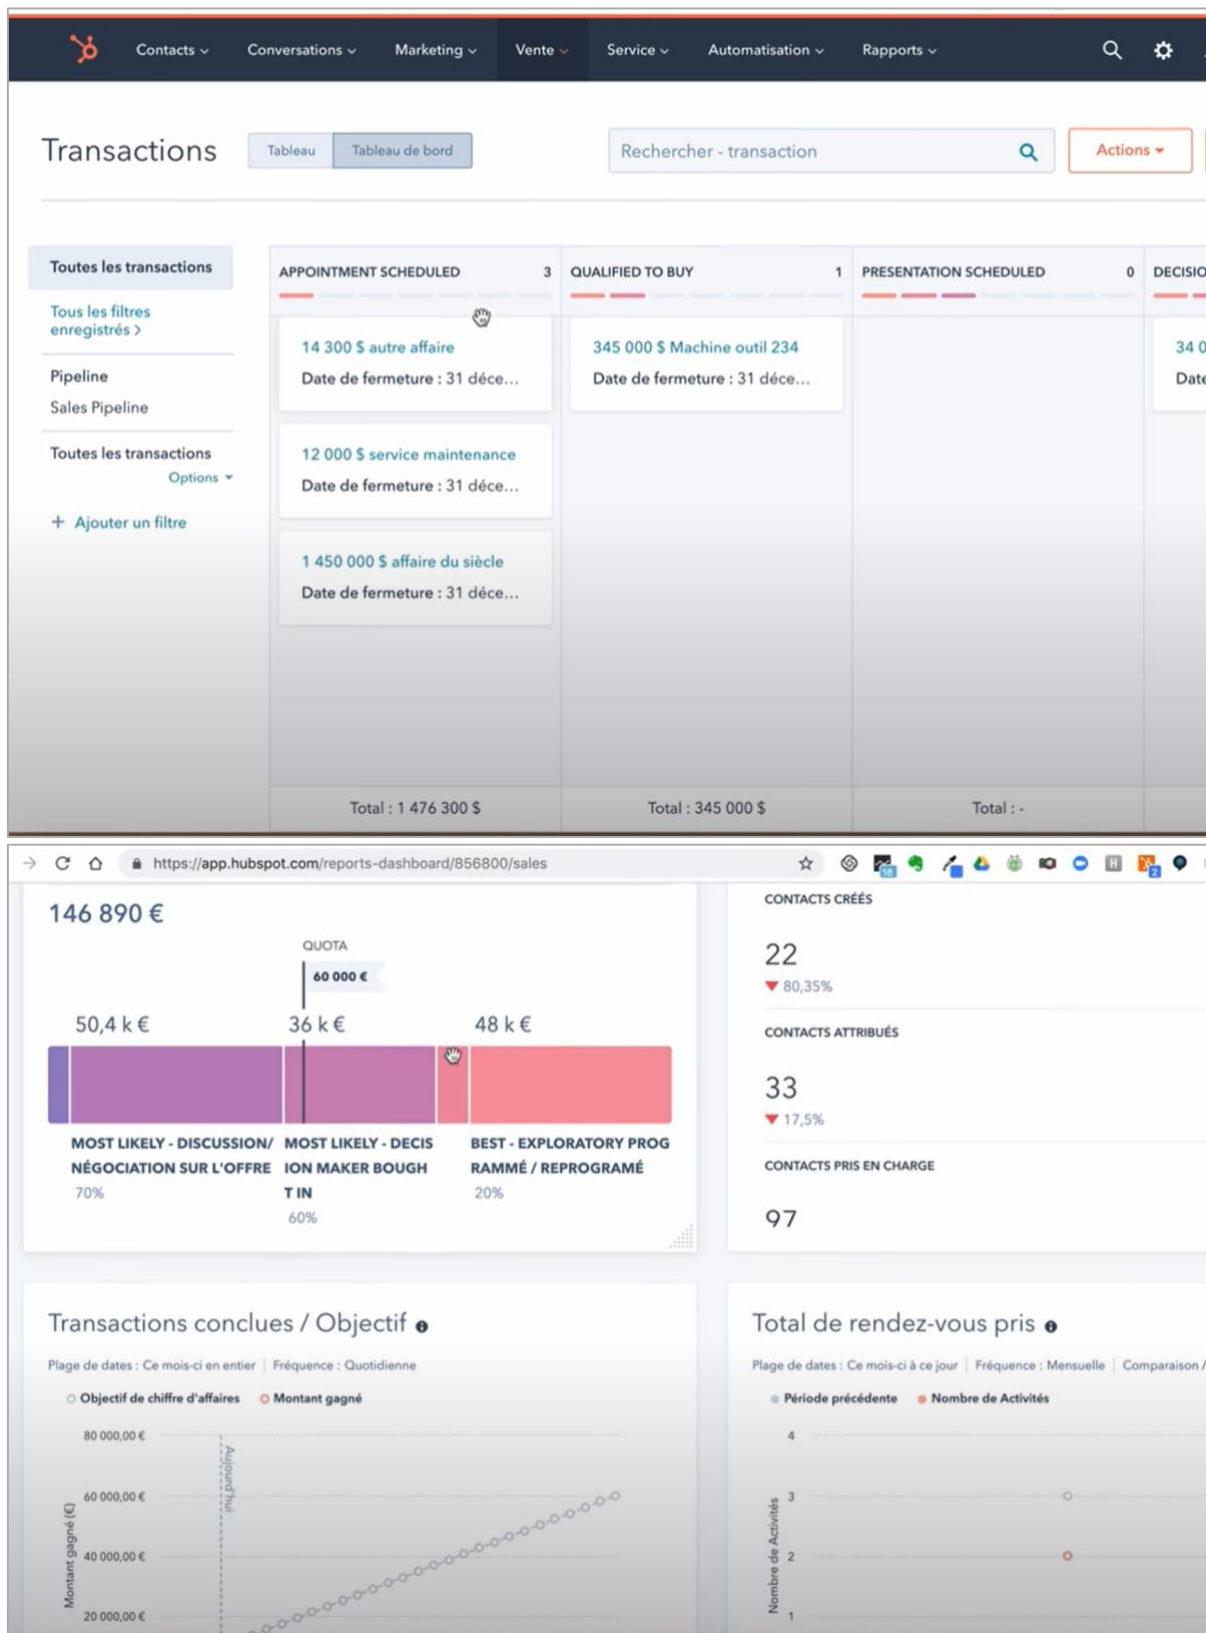 Contacts Conversations Marketing Vente Service Automatisation Rapports
Transactions Tableau Tableau de bord Rechercher - transaction Actions
Toutes les transactions
Tous les filtres
enregistrés >
Pipeline
Sales Pipeline
Toutes les transactions
Options
+ Ajouter un filtre
APPOINTMENT SCHEDULED 3
14 300 $ autre affaire
Date de fermeture : 31 déce...
12 000 $ service maintenance
Date de fermeture : 31 déce...
1 450 000 $ affaire du siècle
Date de fermeture : 31 déce...
Total : 1 476 300 $
QUALIFIED TO BUY 1
345 000 $ Machine outil 234
Date de fermeture : 31 déce...
Total : 345 000 $
PRESENTATION SCHEDULED 0
Total : -
DECISIO
34 0
Date
https://app.hubspot.com/reports-dashboard/856800/sales
16
H
2
146 890 €
QUOTA
60 000 €
50,4 k € 36 k € 48 k €
MOST LIKELY - DISCUSSION/
NÉGOCIATION SUR L'OFFRE
70%
MOST LIKELY - DECIS
ION MAKER BOUGH
T IN
60%
BEST - EXPLORATORY PROG
RAMMÉ / REPROGRAMÉ
20%
CONTACTS CRÉÉS
22
▼ 80,35%
CONTACTS ATTRIBUÉS
33
▼ 17,5%
CONTACTS PRIS EN CHARGE
97
Transactions conclues / Objectif
Plage de dates : Ce mois-ci en entier | Fréquence : Quotidienne
Objectif de chiffre d'affaires Montant gagné
80 000,00 €
60 000,00 €
40 000,00 €
20 000,00 €
Montant gagné (€)
Aujourd'hui
Total de rendez-vous pris
Plage de dates : Ce mois-ci à ce jour | Fréquence : Mensuelle | Comparaison /
Période précédente Nombre de Activités
4
3
2
1
Nombre de Activités